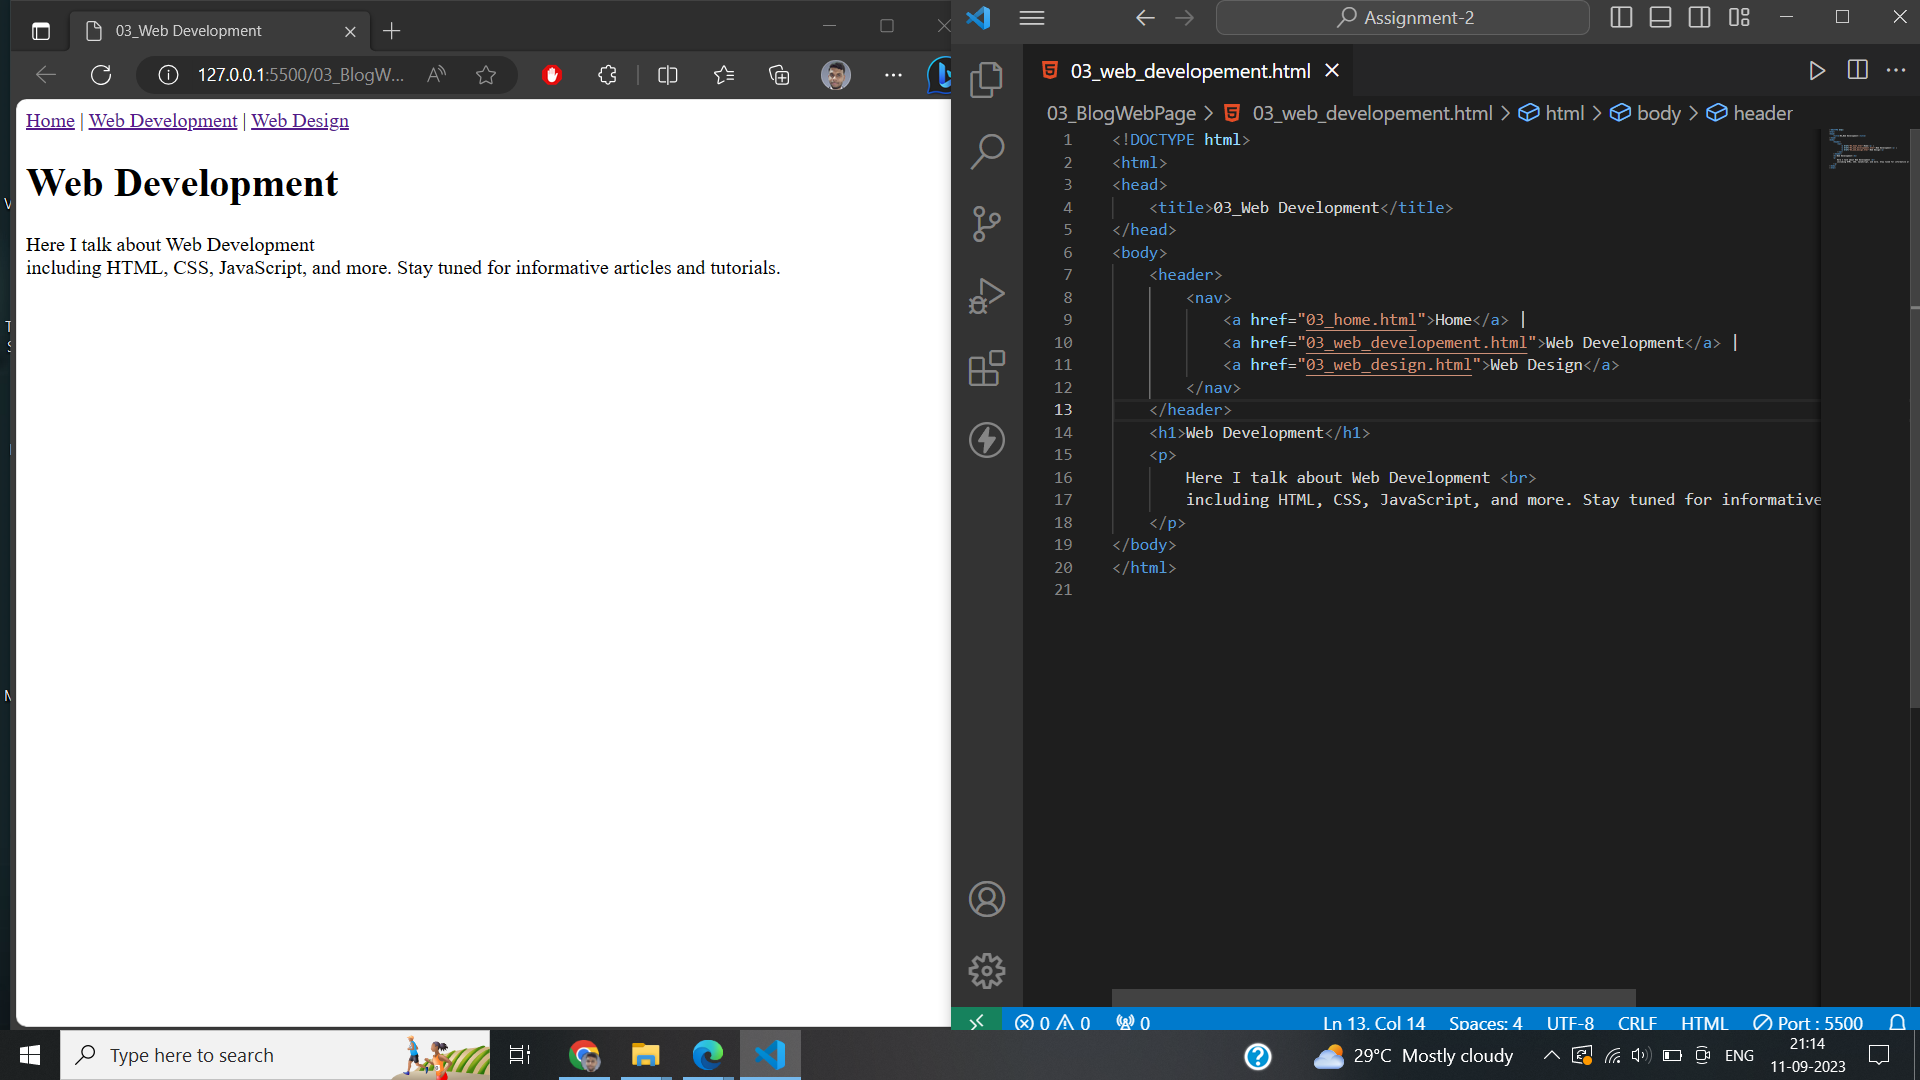 03_Web Development
127.0.0.1:5500/03_BlogW...
Home | Web Development | Web Design
Web Development
Here I talk about Web Development
including HTML, CSS, JavaScript, and more. Stay tuned for informative articles and tutorials.
Assignment-2
03_web_developement.html
03_BlogWebPage > 03_web_developement.html > html > body > header
1 <!DOCTYPE html>
2 <html>
3 <head>
4 <title>03_Web Development</title>
5 </head>
6 <body>
7 <header>
8 <nav>
9 <a href="03_home.html">Home</a> |
10 <a href="03_web_developement.html">Web Development</a> |
11 <a href="03_web_design.html">Web Design</a>
12 </nav>
13 </header>
14 <h1>Web Development</h1>
15 <p>
16 Here I talk about Web Development <br>
17 including HTML, CSS, JavaScript, and more. Stay tuned for informative
18 </p>
19 </body>
20 </html>
21
0 0 0 Ln 13, Col 14 Spaces: 4 UTF-8 CRLF HTML Port : 5500
Type here to search
29°C Mostly cloudy
ENG
21:14
11-09-2023